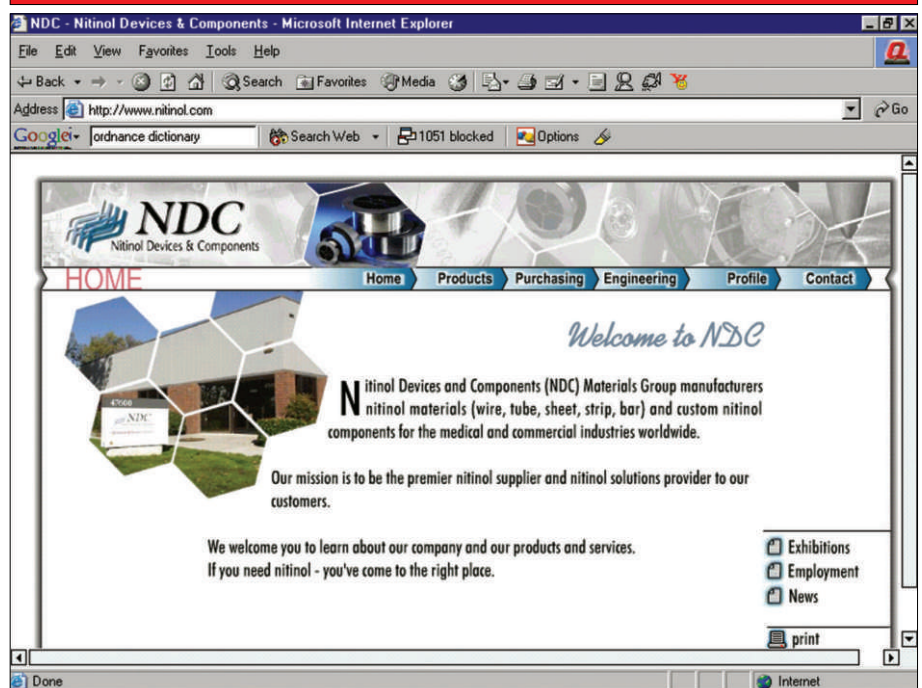 NDC - Nitinol Devices & Components - Microsoft Internet Explorer
File Edit View Favorites Tools Help
Back Search Favorites Media
Address http://www.nitinol.com Go
Google ordnance dictionary Search Web 1051 blocked Options
NDC
Nitinol Devices & Components
HOME Home Products Purchasing Engineering Profile Contact
Welcome to NDC
47500
NDC
Nitinol Devices and Components (NDC) Materials Group manufacturers
nitinol materials (wire, tube, sheet, strip, bar) and custom nitinol
components for the medical and commercial industries worldwide.
Our mission is to be the premier nitinol supplier and nitinol solutions provider to our
customers.
We welcome you to learn about our company and our products and services.
If you need nitinol - you've come to the right place.
Exhibitions
Employment
News
print
Done Internet